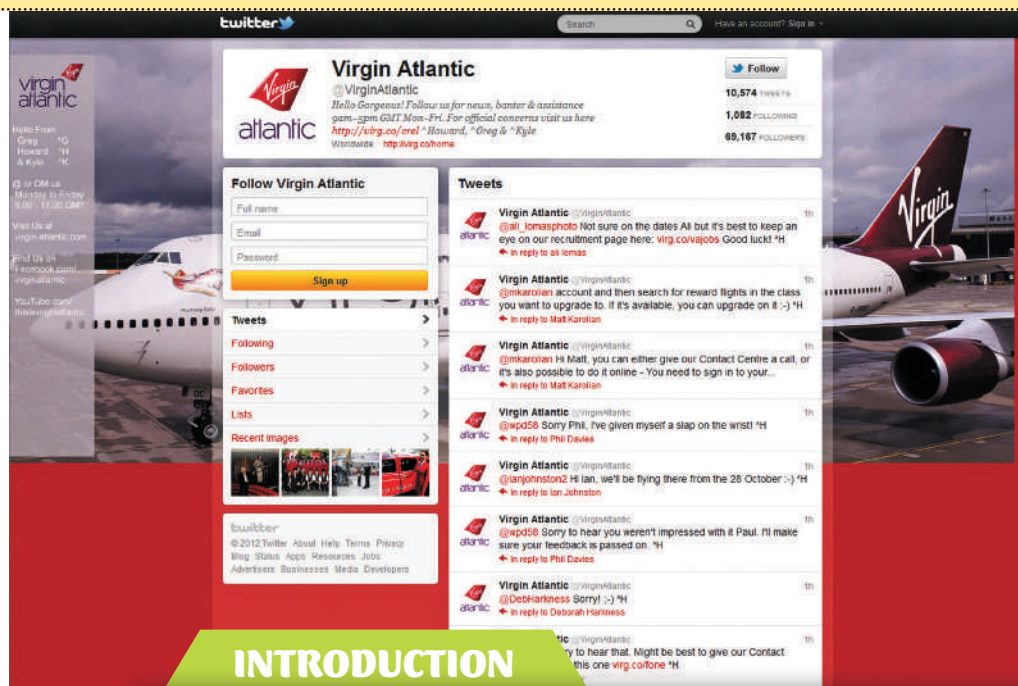 twitter
Search
Have an account? Sign in
virgin
atlantic
Hello From
Greg ^G
Howard ^H
& Kyle ^K
@ or DM us
Monday to Friday
9.00 - 17.00 GMT
Visit Us at
virgin-atlantic.com
Find Us on
Facebook.com/
virginatlantic
YouTube.com/
Virgin
atlantic
Virgin Atlantic
@VirginAtlantic
Hello Gorgeous! Follow us for news, banter & assistance
9am-5pm GMT Mon-Fri. For official concerns visit us here
http://virg.co/crel ^Howard, ^Greg & ^Kyle
Worldwide http://virg.co/home
Follow
10,574 TWEETS
1,082 FOLLOWING
69,167 FOLLOWERS
Follow Virgin Atlantic
Full name
Email
Password
Sign up
Tweets
Following
Followers
Favorites
Lists
Recent images
twitter
© 2012 Twitter About Help Terms Privacy
Blog Status Apps Resources Jobs
Advertisers Businesses Media Developers
Tweets
Virgin Atlantic @VirginAtlantic 1h
@ali_lomasphoto Not sure on the dates Ali but it's best to keep an
eye on our recruitment page here: virg.co/vajobs Good luck! ^H
In reply to ali lomas
Virgin Atlantic @VirginAtlantic 1h
@mkarolian account and then search for reward flights in the class
you want to upgrade to. If it's available, you can upgrade on it :-) ^H
In reply to Matt Karolian
Virgin Atlantic @VirginAtlantic 1h
@mkarolian Hi Matt, you can either give our Contact Centre a call, or
it's also possible to do it online - You need to sign in to your...
In reply to Matt Karolian
Virgin Atlantic @VirginAtlantic 1h
@wpd58 Sorry Phil, I've given myself a slap on the wrist! ^H
In reply to Phil Davies
Virgin Atlantic @VirginAtlantic 1h
@ianjohnston2 Hi Ian, we'll be flying there from the 28 October :-) ^H
In reply to Ian Johnston
Virgin Atlantic @VirginAtlantic 1h
@wpd58 Sorry to hear you weren't impressed with it Paul. I'll make
sure your feedback is passed on. ^H
In reply to Phil Davies
Virgin Atlantic @VirginAtlantic 1h
@DebHarkness Sorry! ;-) ^H
In reply to Deborah Harkness
@VirginAtlantic 1h
to hear that. Might be best to give our Contact
this one virg.co/fone ^H
Virgin
INTRODUCTION